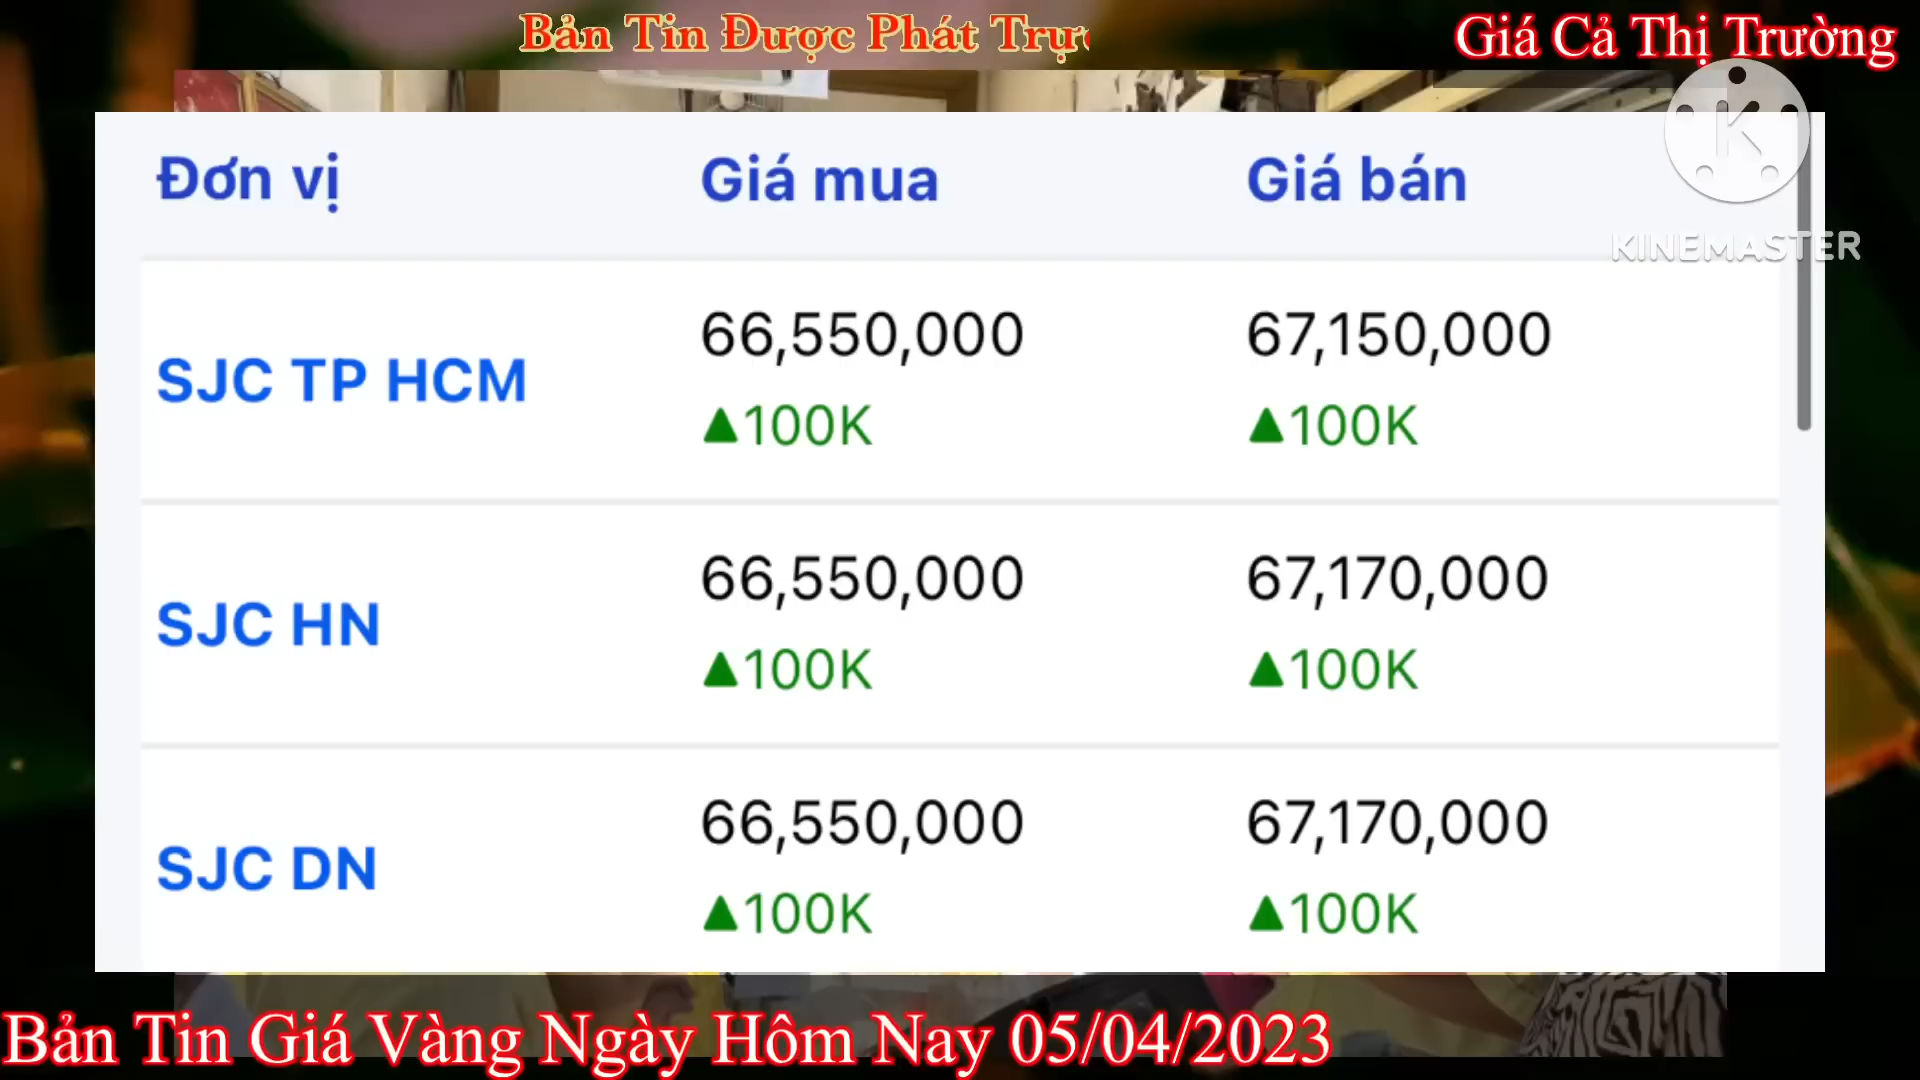 Bản Tin Được Phát
Giá Cả Thị Trường
KINEMASTER
Đơn vị Giá mua Giá bán
66,550,000 67,150,000
SJC TP HCM
▲100K ▲100K
66,550,000 67,170,000
SJC HN
▲100K ▲100K
66,550,000 67,170,000
SJC DN
▲100K ▲100K
Bản Tin Giá Vàng Ngày Hôm Nay 05/04/2023